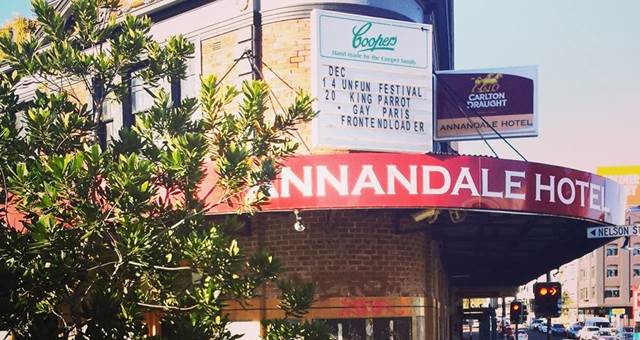 Coopers
Hand made by the Cooper family
DEC
14 UNFUN FESTIVAL
20 KING PARROT
• GAY PARIS
FRONTENDLOADER
CARLTON
DRAUGHT
ANNANDALE HOTEL
ANNANDALE HOTEL
NELSON ST